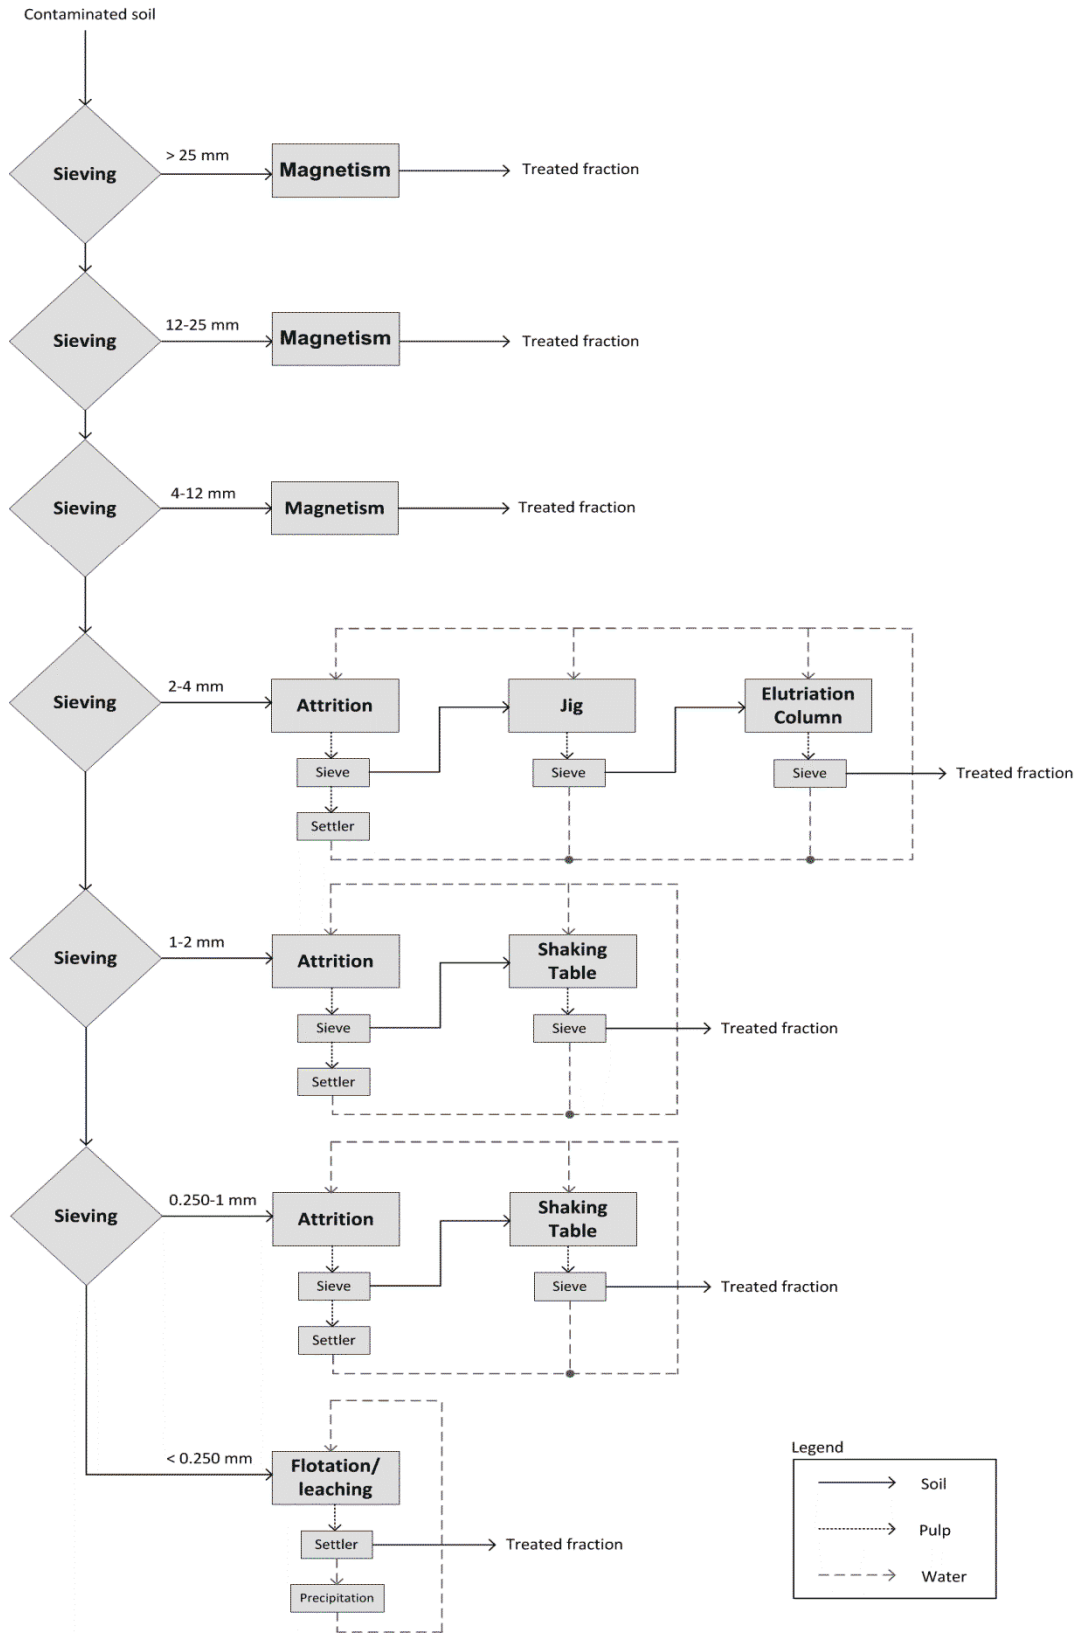 Contaminated soil
Sieving
> 25 mm
Magnetism
Treated fraction
Sieving
12-25 mm
Magnetism
Treated fraction
Sieving
4-12 mm
Magnetism
Treated fraction
Sieving
2-4 mm
Attrition
Jig
Elutriation
Column
Sieve
Sieve
Sieve
Treated fraction
Settler
Sieving
1-2 mm
Attrition
Shaking
Table
Sieve
Sieve
Treated fraction
Settler
Sieving
0.250-1 mm
Attrition
Shaking
Table
Sieve
Sieve
Treated fraction
Settler
< 0.250 mm
Flotation/
leaching
Settler
Treated fraction
Precipitation
Legend
Soil
Pulp
Water